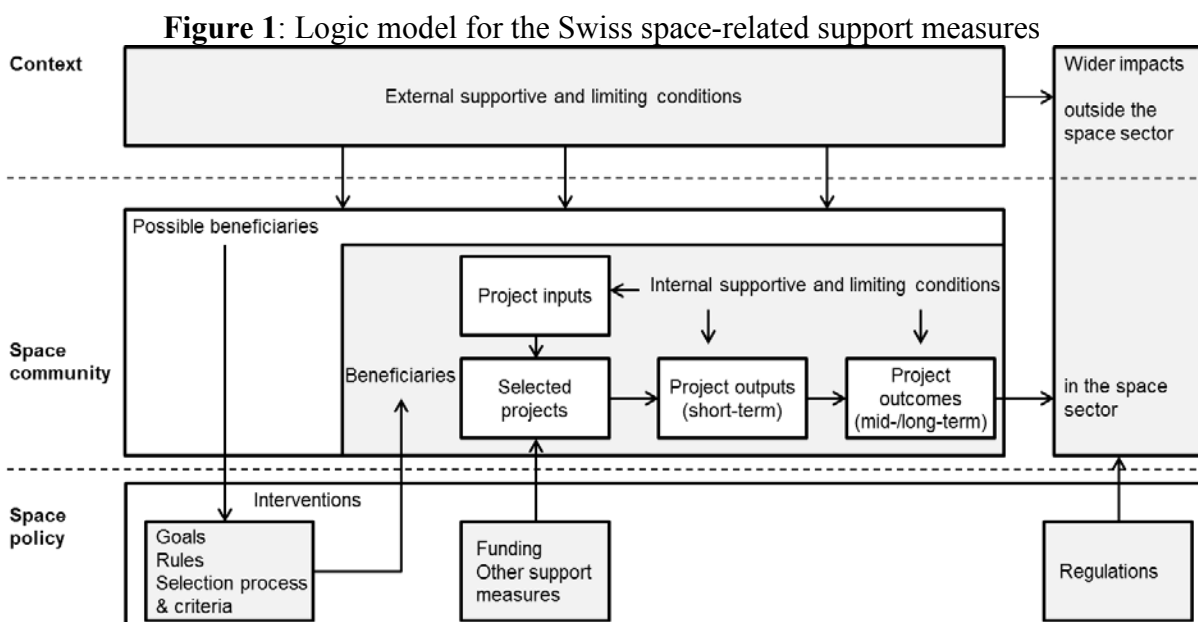 Figure 1: Logic model for the Swiss space-related support measures
Context
External supportive and limiting conditions
Wider impacts
outside the
space sector
Possible beneficiaries
Project inputs
Internal supportive and limiting conditions
Space
community
Beneficiaries
Selected
projects
Project outputs
(short-term)
Project
outcomes
(mid-/long-term)
in the space
sector
Space
policy
Interventions
Goals
Rules
Selection process
& criteria
Funding
Other support
measures
Regulations